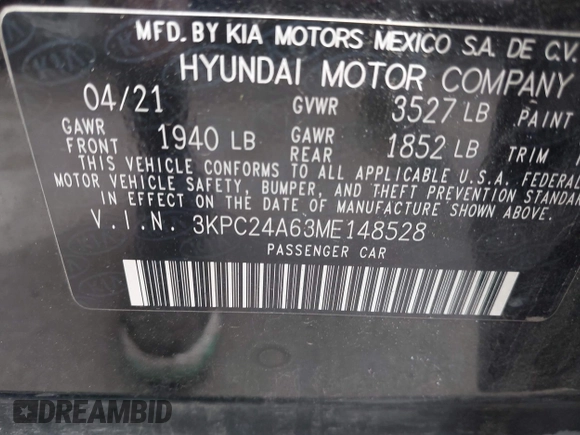 MFD. BY KIA MOTORS MEXICO S.A. DE C.V.
HYUNDAI MOTOR COMPANY
04/21 GVWR 3527 LB PAINT
GAWR FRONT 1940 LB GAWR REAR 1852 LB TRIM
THIS VEHICLE CONFORMS TO ALL APPLICABLE U.S.A. FEDERAL
MOTOR VEHICLE SAFETY, BUMPER, AND THEFT PREVENTION STANDARD
IN EFFECT ON THE DATE OF MANUFACTURE SHOWN ABOVE.
V.I.N. 3KPC24A63ME148528
PASSENGER CAR
DREAMBID